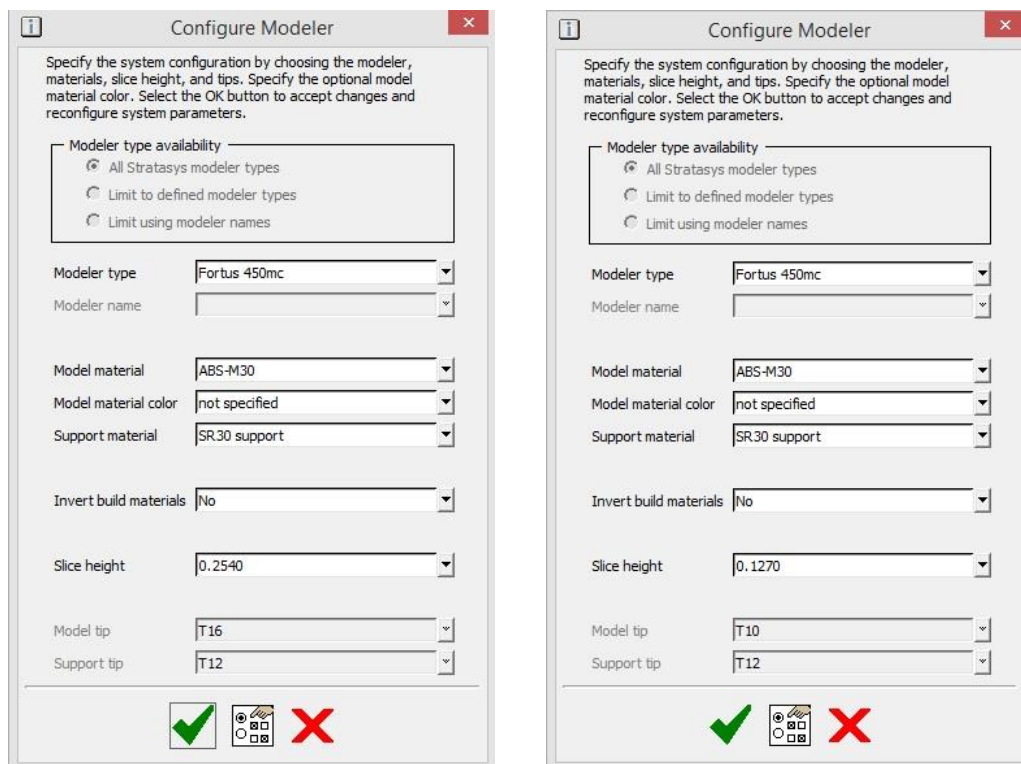 Configure Modeler
Specify the system configuration by choosing the modeler,
materials, slice height, and tips. Specify the optional model
material color. Select the OK button to accept changes and
reconfigure system parameters.
Modeler type availability
All Stratasys modeler types
Limit to defined modeler types
Limit using modeler names
Modeler type Fortus 450mc
Modeler name
Model material ABS-M30
Model material color not specified
Support material SR30 support
Invert build materials No
Slice height 0.2540
Model tip T16
Support tip T12
Configure Modeler
Specify the system configuration by choosing the modeler,
materials, slice height, and tips. Specify the optional model
material color. Select the OK button to accept changes and
reconfigure system parameters.
Modeler type availability
All Stratasys modeler types
Limit to defined modeler types
Limit using modeler names
Modeler type Fortus 450mc
Modeler name
Model material ABS-M30
Model material color not specified
Support material SR30 support
Invert build materials No
Slice height 0.1270
Model tip T10
Support tip T12